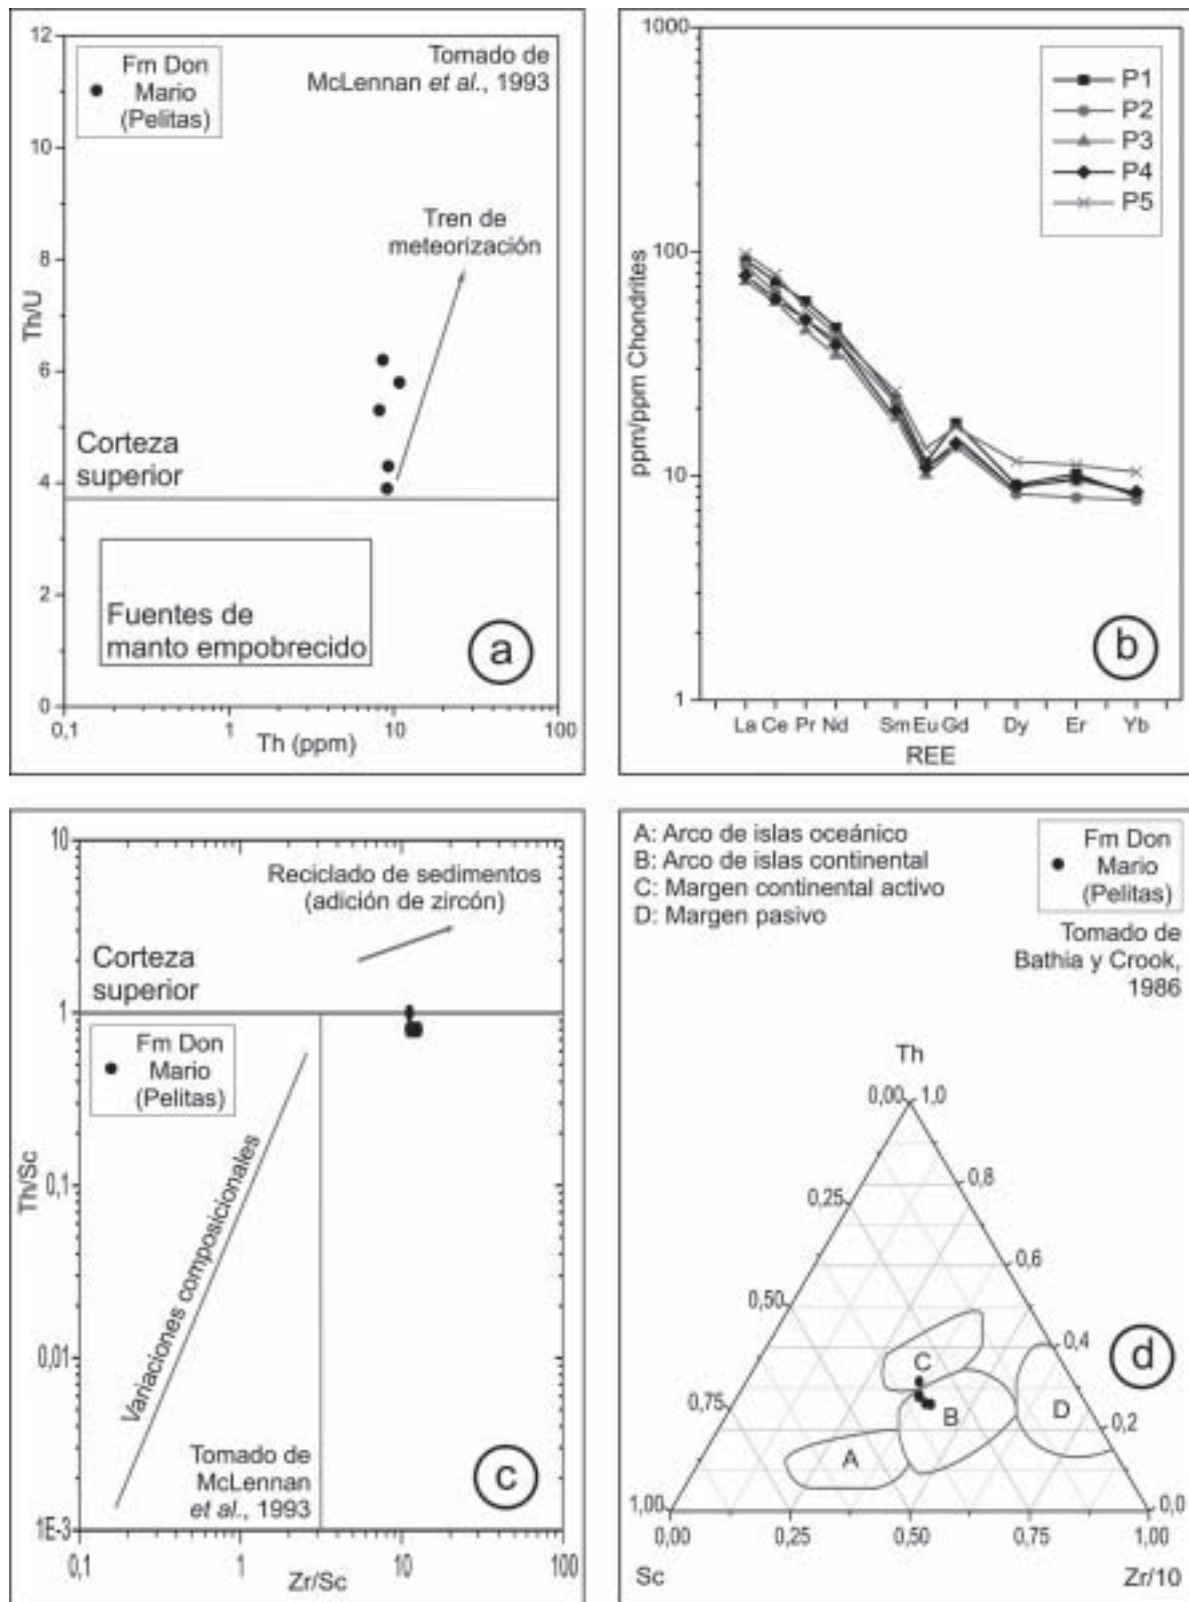 12
10
8
6
4
2
0
Th/U
Fm Don
Mario
(Pelitas)
Tomado de
McLennan et al., 1993
Tren de
meteorización
Corteza
superior
Fuentes de
manto empobrecido
a
0,1
1
10
100
Th (ppm)
1000
100
10
1
ppm/ppm Chondrites
P1
P2
P3
P4
P5
b
La Ce Pr Nd Sm Eu Gd Dy Er Yb
REE
10
1
0,1
0,01
1E-3
Th/Sc
Reciclado de sedimentos
(adición de zircón)
Corteza
superior
Fm Don
Mario
(Pelitas)
Variaciones composicionales
Tomado de
McLennan
et al., 1993
c
0,1
1
10
100
Zr/Sc
A: Arco de islas oceánico
B: Arco de islas continental
C: Margen continental activo
D: Margen pasivo
Fm Don
Mario
(Pelitas)
Tomado de
Bathia y Crook,
1986
Th
0,00
1,0
0,25
0,8
0,50
0,6
0,75
0,4
1,00
0,2
0,0
C
B
A
D
d
0,00
0,25
0,50
0,75
1,00
Sc
Zr/10